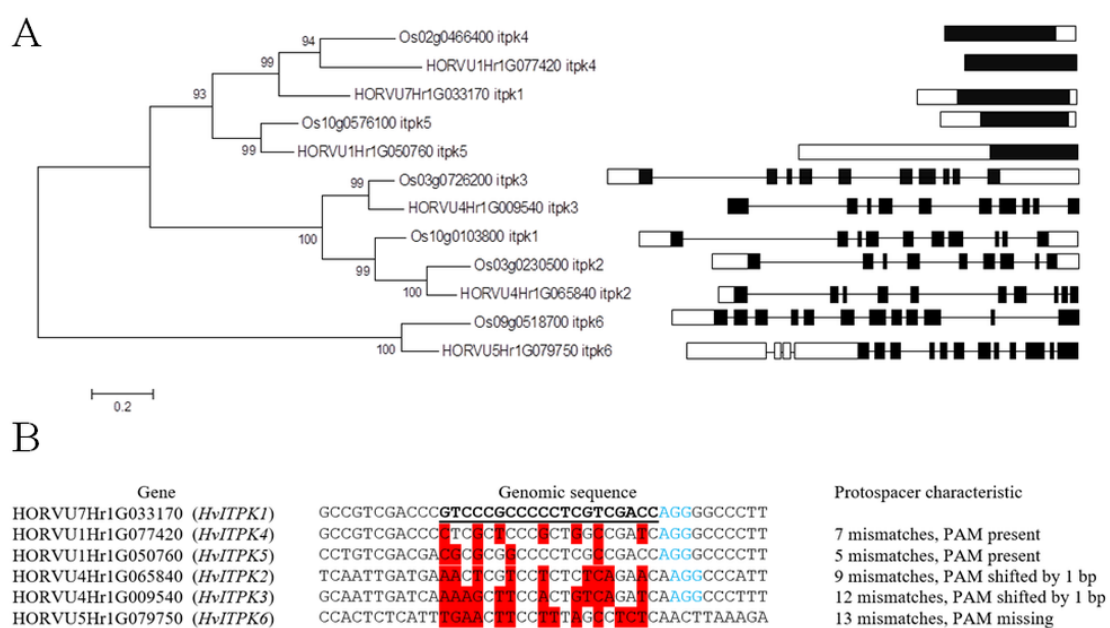 A
Os02g0466400 itpk4
94
HORVU1Hr1G077420 itpk4
99
HORVU7Hr1G033170 itpk1
93
Os10g0576100 itpk5
99
HORVU1Hr1G050760 itpk5
Os03g0726200 itpk3
99
HORVU4Hr1G009540 itpk3
100
Os10g0103800 itpk1
99
Os03g0230500 itpk2
100
HORVU4Hr1G065840 itpk2
Os09g0518700 itpk6
100
HORVU5Hr1G079750 itpk6
0.2
B
Gene Genomic sequence Protospacer characteristic
HORVU7Hr1G033170 (HvITPK1) GCCGTCGACCCGTCCCGCCCCCTCGTCGACCAGGGGCCCTT
HORVU1Hr1G077420 (HvITPK4) GCCGTCGACCCCTCGCTCCCGCTGGCCGATCAGGGGCCCTT 7 mismatches, PAM present
HORVU1Hr1G050760 (HvITPK5) CCTGTCGACGACGCGCGGCCCCTCGCCGACCAGGGCCCCTT 5 mismatches, PAM present
HORVU4Hr1G065840 (HvITPK2) TCAATTGATGAAACTCGTCCTCTCTCAGAACAAGGCCCATT 9 mismatches, PAM shifted by 1 bp
HORVU4Hr1G009540 (HvITPK3) GCAATTGATCAAAAGCTTCCACTGTCAGATCAAGGCCCTTT 12 mismatches, PAM shifted by 1 bp
HORVU5Hr1G079750 (HvITPK6) CCACTCTCATTTGAACTTCCTTTAGCCTCTCAACTTAAAGA 13 mismatches, PAM missing